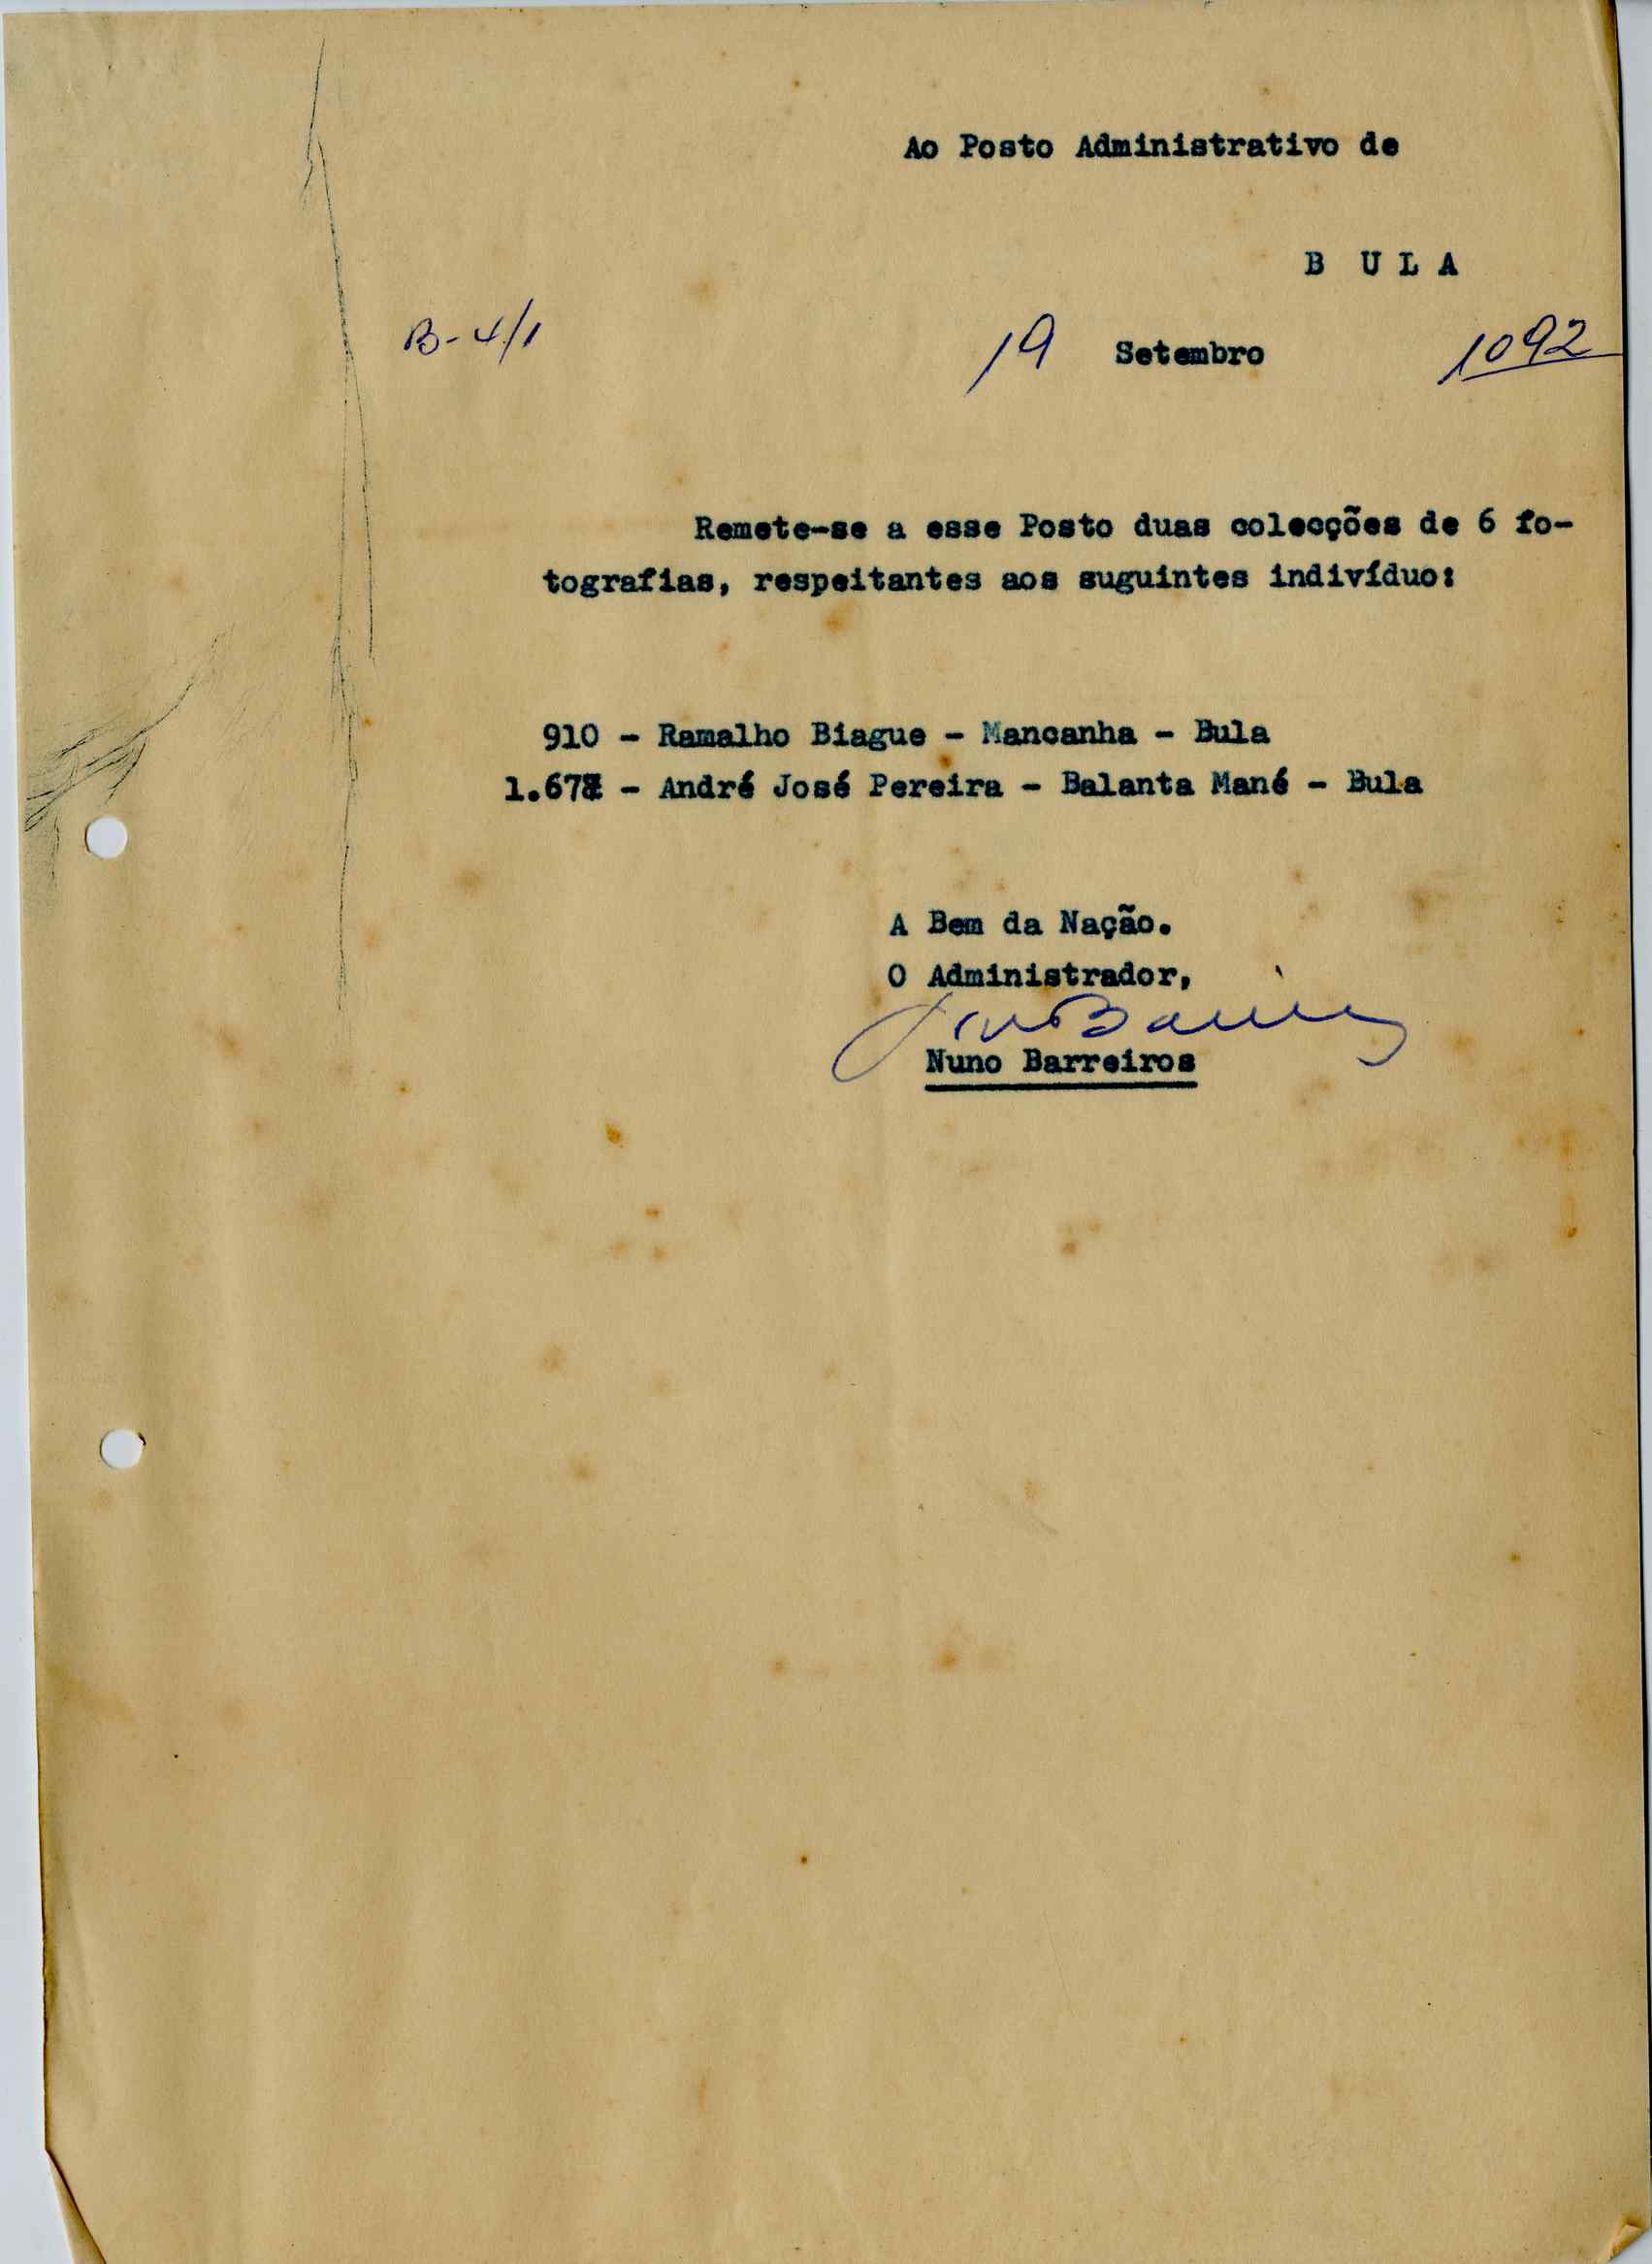 Ao Posto Administrativo de
B U L A
B-4/1 19 Setembro 1092
Remete-se a esse Posto duas colecções de 6 fo-
tografias, respeitantes aos suguintes indivíduo:
910 - Ramalho Biague - Mancanha - Bula
- André José Pereira - Balanta Mané - Bula
A Bem da Nação.
O Administrador,
Nuno Barreiros